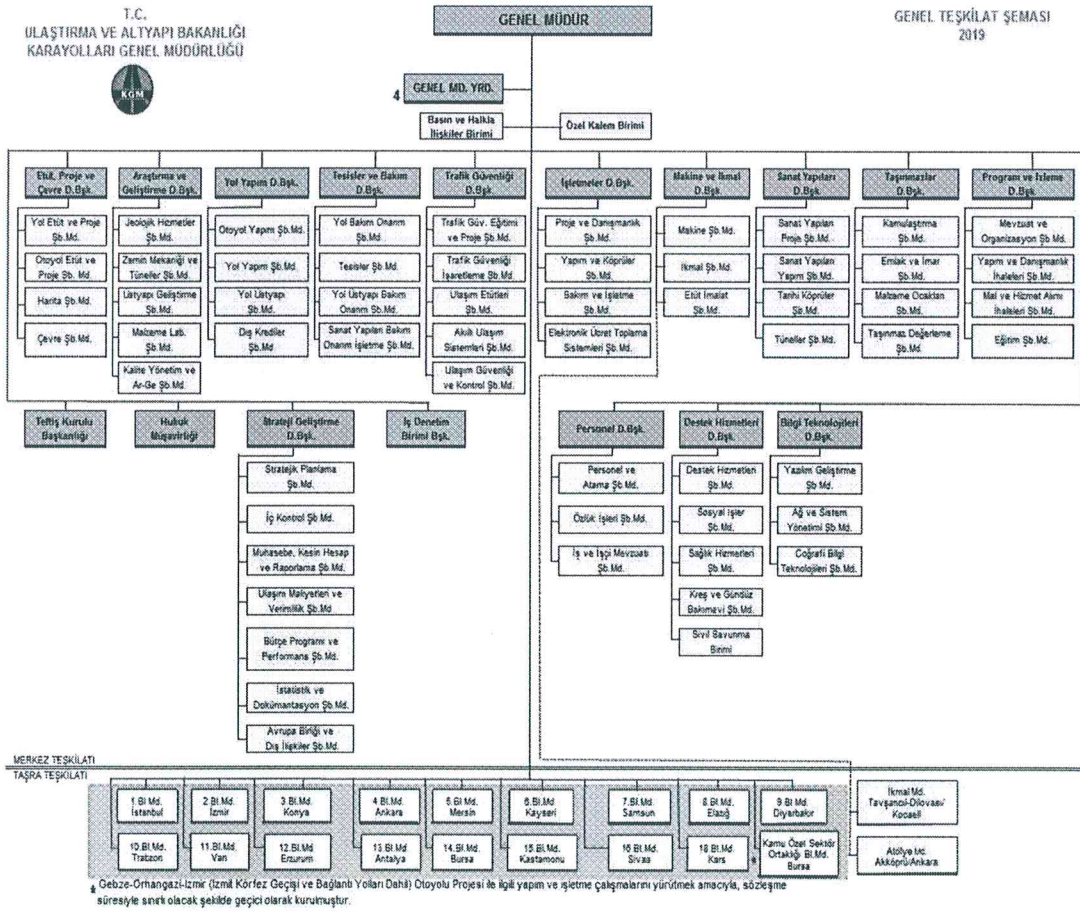 T.C.
ULAŞTIRMA VE ALTYAPI BAKANLIĞI
KARAYOLLARI GENEL MÜDÜRLÜĞÜ
KGM
GENEL MÜDÜR
GENEL TEŞKİLAT ŞEMASI
2019
4
GENEL MD. YRD.
Basın ve Halkla
İlişkiler Birimi
Özel Kalem Birimi
Etüt, Proje ve
Çevre D.Bşk.
Yol Etüt ve Proje
Şb.Md.
Otoyol Etüt ve
Proje Şb. Md.
Harita Şb.Md.
Çevre Şb.Md.
Araştırma ve
Geliştirme D.Bşk.
Jeolojik Hizmetler
Şb.Md.
Zemin Mekaniği ve
Tüneller Şb.Md.
Üstyapı Geliştirme
Şb.Md.
Malzeme Lab.
Şb.Md.
Kalite Yönetim ve
Ar-Ge Şb.Md.
Yol Yapım D.Bşk.
Otoyol Yapım Şb.Md.
Yol Yapım Şb.Md.
Yol Üstyapı
Şb.Md.
Dış Krediler
Şb.Md.
Tesisler ve Bakım
D.Bşk.
Yol Bakım Onarım
Şb.Md.
Tesisler Şb.Md.
Yol Üstyapı Bakım
Onarım Şb.Md.
Sanat Yapıları Bakım
Onarım İşletme Şb.Md.
Trafik Güvenliği
D.Bşk.
Trafik Güv. Eğitimi
ve Proje Şb.Md.
Trafik Güvenliği
İşaretleme Şb.Md.
Ulaşım Etütleri
Şb.Md.
Akıllı Ulaşım
Sistemleri Şb.Md.
Ulaşım Güvenliği
ve Kontrol Şb.Md.
İşletmeler D.Bşk.
Proje ve Danışmanlık
Şb.Md.
Yapım ve Köprüler
Şb.Md.
Bakım ve İşletme
Şb.Md.
Elektronik Ücret Toplama
Sistemleri Şb.Md.
Makine ve İkmal
D.Bşk.
Makine Şb.Md.
İkmal Şb.Md.
Etüt İmalat
Şb.Md.
Sanat Yapıları
D.Bşk.
Sanat Yapıları
Proje Şb.Md.
Sanat Yapıları
Yapım Şb.Md.
Tarihi Köprüler
Şb.Md.
Tüneller Şb.Md.
Taşınmazlar
D.Bşk.
Kamulaştırma
Şb.Md.
Emlak ve İmar
Şb.Md.
Malzeme Ocakları
Şb.Md.
Taşınmaz Değerleme
Şb.Md.
Program ve İzleme
D.Bşk.
Mevzuat ve
Organizasyon Şb.Md.
Yapım ve Danışmanlık
İhaleleri Şb.Md.
Mal ve Hizmet Alımı
İhaleleri Şb.Md.
Eğitim Şb.Md.
Teftiş Kurulu
Başkanlığı
Hukuk
Müşavirliği
Strateji Geliştirme
D.Bşk.
İç Denetim
Birimi Bşk.
Stratejik Planlama
Şb.Md.
İç Kontrol Şb.Md.
Muhasebe, Kesin Hesap
ve Raporlama Şb.Md.
Ulaşım Maliyetleri ve
Verimlilik Şb.Md
Bütçe Programı ve
Performans Şb.Md.
İstatistik ve
Dokümantasyon Şb.Md.
Avrupa Birliği ve
Dış İlişkiler Şb.Md.
Personel D.Bşk.
Personel ve
Atama Şb.Md.
Özlük İşleri Şb.Md.
İş ve İşçi Mevzuatı
Şb.Md.
Destek Hizmetleri
D.Bşk.
Destek Hizmetleri
Şb.Md.
Sosyal İşler
Şb.Md.
Sağlık Hizmetleri
Şb.Md.
Kreş ve Gündüz
Bakımevi Şb.Md.
Sivil Savunma
Birimi
Bilgi Teknolojileri
D.Bşk.
Yazılım Geliştirme
Şb.Md.
Ağ ve Sistem
Yönetimi Şb.Md.
Coğrafi Bilgi
Teknolojileri Şb.Md.
MERKEZ TEŞKİLATI
TAŞRA TEŞKİLATI
1.Bl.Md.
İstanbul
2.Bl.Md.
İzmir
3.Bl.Md.
Konya
4.Bl.Md.
Ankara
5.Bl.Md.
Mersin
6.Bl.Md.
Kayseri
7.Bl.Md.
Samsun
8.Bl.Md.
Elazığ
9.Bl.Md.
Diyarbakır
İkmal Md.
Tavşancıl-Dilovası/
Kocaeli
10.Bl.Md.
Trabzon
11.Bl.Md.
Van
12.Bl.Md.
Erzurum
13.Bl.Md.
Antalya
14.Bl.Md.
Bursa
15.Bl.Md.
Kastamonu
16.Bl.Md.
Sivas
18.Bl.Md.
Kars
* Kamu Özel Sektör
Ortaklığı Bl.Md.
Bursa
Atölye Md.
Akköprü/Ankara
* Gebze-Orhangazi-İzmir (İzmit Körfez Geçişi ve Bağlantı Yolları Dahil) Otoyolu Projesi ile ilgili yapım ve işletme çalışmalarını yürütmek amacıyla, sözleşme
süresiyle sınırlı olacak şekilde geçici olarak kurulmuştur.